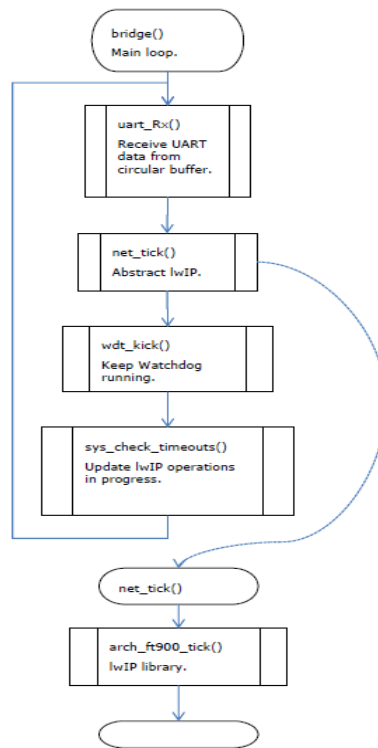 bridge()
Main loop.
uart_Rx()
Receive UART
data from
circular buffer.
net_tick()
Abstract lwIP.
wdt_kick()
Keep Watchdog
running.
sys_check_timeouts()
Update lwIP operations
in progress.
net_tick()
arch_ft900_tick()
lwIP library.